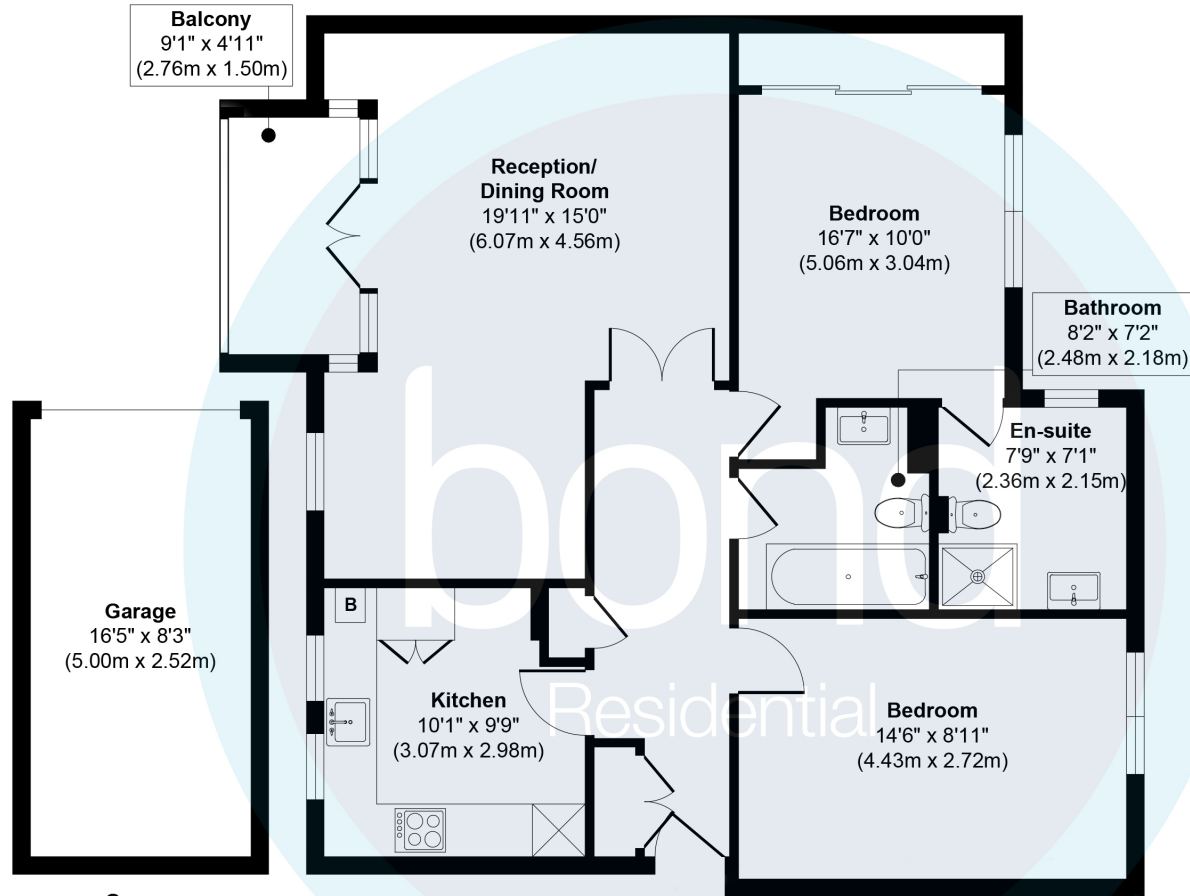 Balcony
9'1" x 4'11"
(2.76m x 1.50m)
Reception/
Dining Room
19'11" x 15'0"
(6.07m x 4.56m)
Bedroom
16'7" x 10'0"
(5.06m x 3.04m)
Bathroom
8'2" x 7'2"
(2.48m x 2.18m)
En-suite
7'9" x 7'1"
(2.36m x 2.15m)
bond
Residential
Garage
16'5" x 8'3"
(5.00m x 2.52m)
B
Kitchen
10'1" x 9'9"
(3.07m x 2.98m)
Bedroom
14'6" x 8'11"
(4.43m x 2.72m)